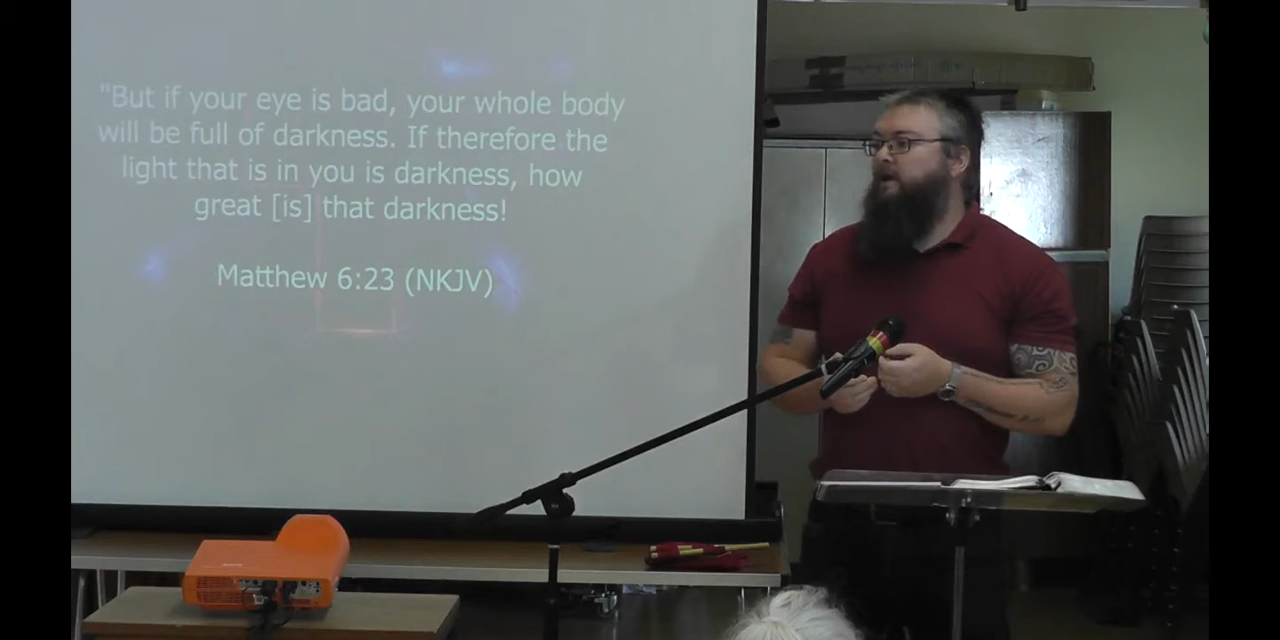 "But if your eye is bad, your whole body
will be full of darkness. If therefore the
light that is in you is darkness, how
great [is] that darkness!
Matthew 6:23 (NKJV)